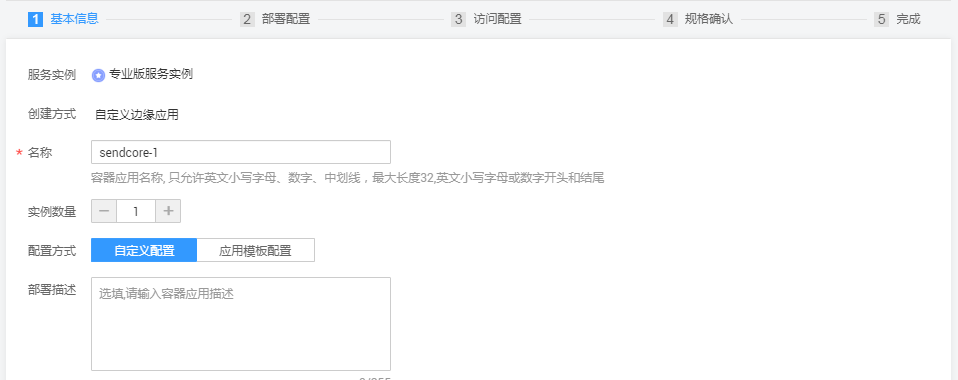 1 基本信息 2 部署配置 3 访问配置 4 规格确认 5 完成
服务实例 专业版服务实例
创建方式 自定义边缘应用
* 名称 sendcore-1
容器应用名称, 只允许英文小写字母、数字、中划线，最大长度32,英文小写字母或数字开头和结尾
实例数量 − 1 +
配置方式 自定义配置 应用模板配置
部署描述 选填,请输入容器应用描述